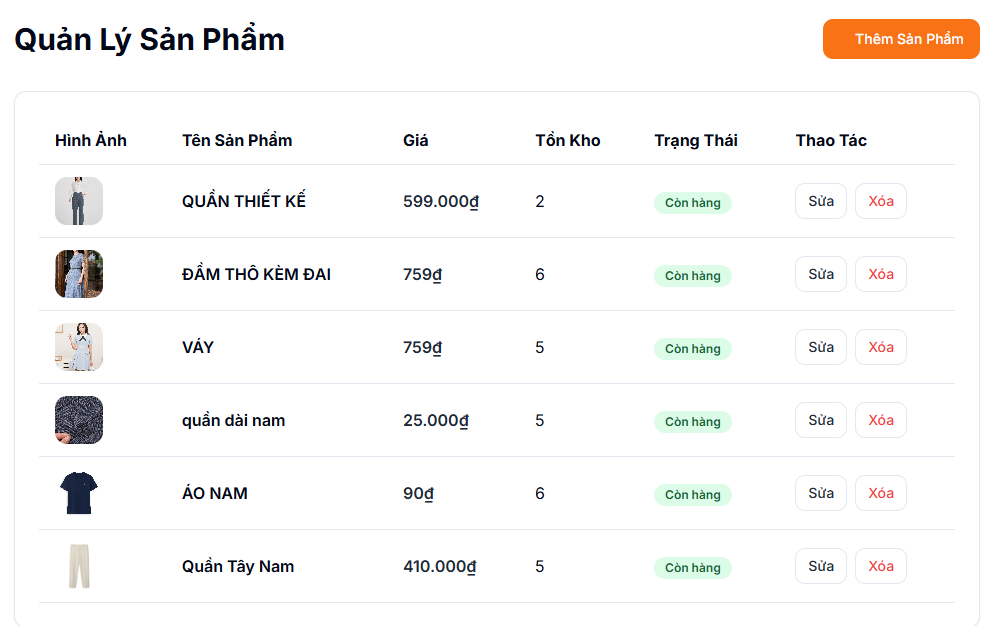 Quản Lý Sản Phẩm
Thêm Sản Phẩm
Hình Ảnh Tên Sản Phẩm Giá Tồn Kho Trạng Thái Thao Tác
QUẦN THIẾT KẾ 599.000₫ 2 Còn hàng Sửa Xóa
ĐẦM THÔ KÈM ĐAI 759₫ 6 Còn hàng Sửa Xóa
VÁY 759₫ 5 Còn hàng Sửa Xóa
quần dài nam 25.000₫ 5 Còn hàng Sửa Xóa
ÁO NAM 90₫ 6 Còn hàng Sửa Xóa
Quần Tây Nam 410.000₫ 5 Còn hàng Sửa Xóa